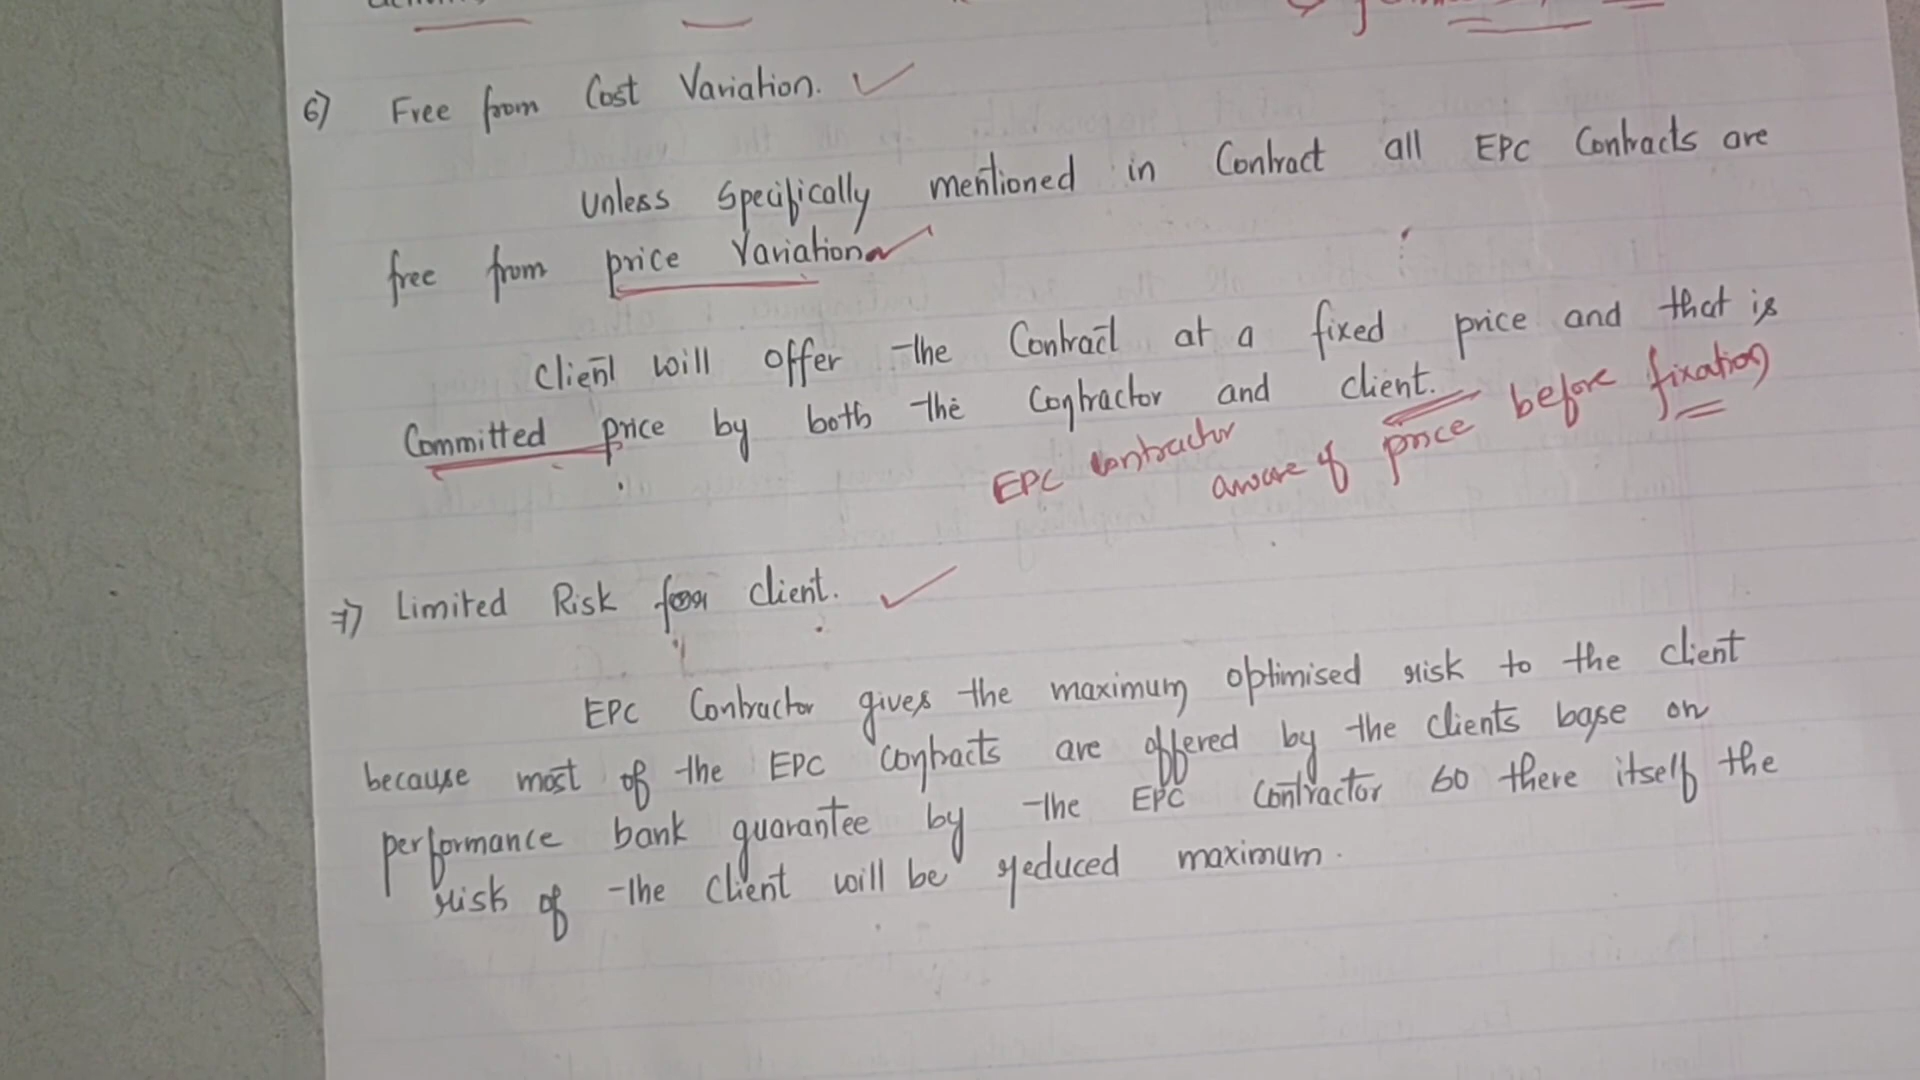 6) Free from Cost Variation.
Unless Specifically mentioned in Contract all EPC Contracts are
free from price Variation
Client will offer the Contract at a fixed price and that is
Committed price by both the Contractor and client.
EPC contractor aware of price before fixation
7) Limited Risk for client.
EPC Contractor gives the maximum optimised risk to the client
because most of the EPC contracts are offered by the clients base on
performance bank guarantee by the EPC Contractor so there itself the
risk of the client will be reduced maximum.